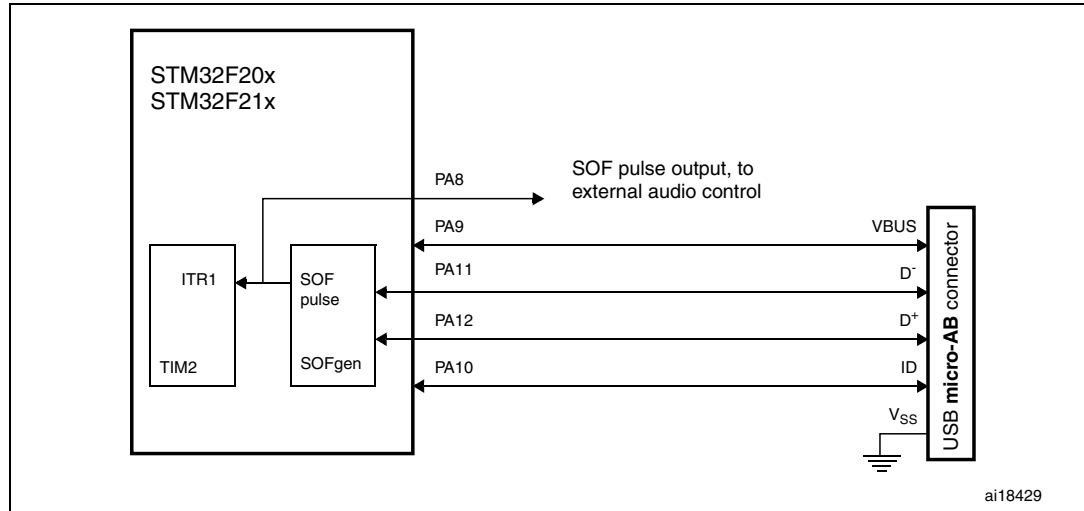 STM32F20x
STM32F21x
SOF pulse output, to
external audio control
PA8
PA9
VBUS
ITR1
SOF
pulse
PA11
D-
PA12
D+
TIM2
SOFgen
PA10
ID
VSS
USB micro-AB connector
ai18429